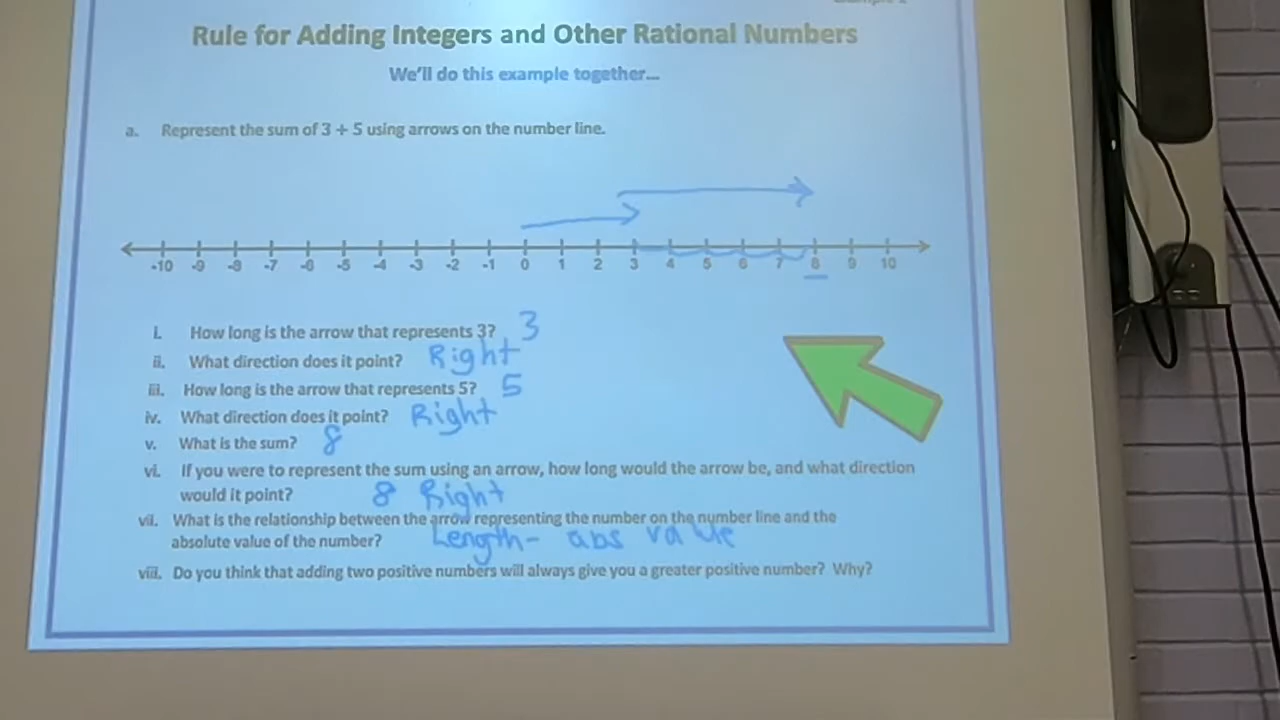 Rule for Adding Integers and Other Rational Numbers
We'll do this example together...
a. Represent the sum of 3 + 5 using arrows on the number line.
-10 -9 -8 -7 -6 -5 -4 -3 -2 -1 0 1 2 3 4 5 6 7 8 9 10
i. How long is the arrow that represents 3? 3
ii. What direction does it point? Right
iii. How long is the arrow that represents 5? 5
iv. What direction does it point? Right
v. What is the sum? 8
vi. If you were to represent the sum using an arrow, how long would the arrow be, and what direction
would it point? 8 Right
vii. What is the relationship between the arrow representing the number on the number line and the
absolute value of the number? Length- abs value
viii. Do you think that adding two positive numbers will always give you a greater positive number? Why?